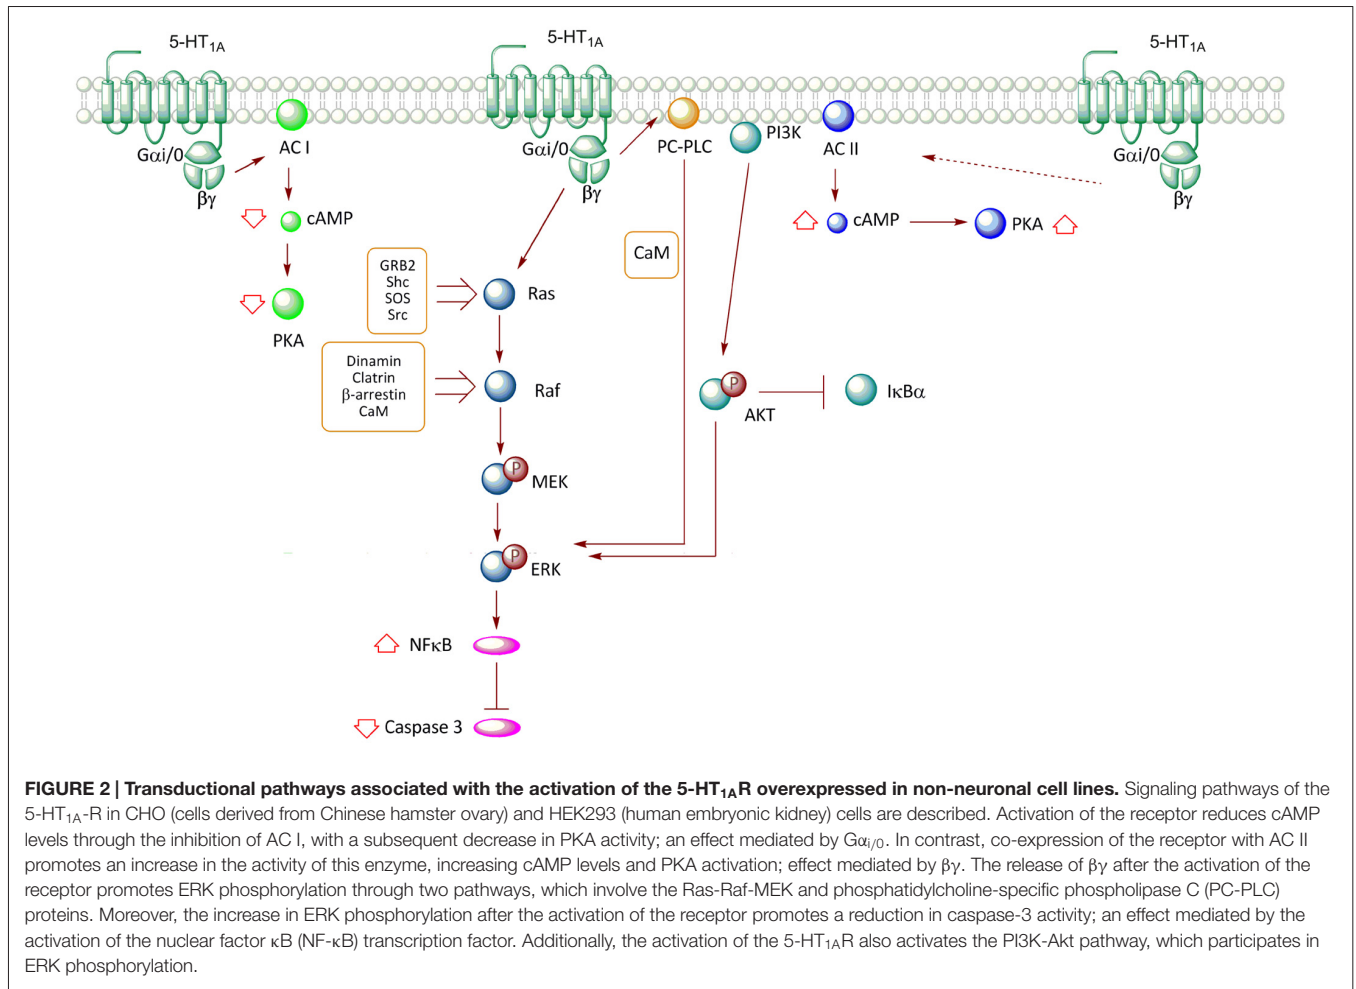 5-HT1A
5-HT1A
5-HT1A
Gαi/0
βγ
AC I
cAMP
PKA
Gαi/0
βγ
PC-PLC
PI3K
AC II
cAMP
PKA
Gαi/0
βγ
CaM
GRB2
Shc
SOS
Src
Ras
Dinamin
Clatrin
β-arrestin
CaM
Raf
P
AKT
IκBα
P
MEK
P
ERK
NFκB
Caspase 3
FIGURE 2 | Transductional pathways associated with the activation of the 5-HT1AR overexpressed in non-neuronal cell lines. Signaling pathways of the
5-HT1A-R in CHO (cells derived from Chinese hamster ovary) and HEK293 (human embryonic kidney) cells are described. Activation of the receptor reduces cAMP
levels through the inhibition of AC I, with a subsequent decrease in PKA activity; an effect mediated by Gαi/0. In contrast, co-expression of the receptor with AC II
promotes an increase in the activity of this enzyme, increasing cAMP levels and PKA activation; effect mediated by βγ. The release of βγ after the activation of the
receptor promotes ERK phosphorylation through two pathways, which involve the Ras-Raf-MEK and phosphatidylcholine-specific phospholipase C (PC-PLC)
proteins. Moreover, the increase in ERK phosphorylation after the activation of the receptor promotes a reduction in caspase-3 activity; an effect mediated by the
activation of the nuclear factor κB (NF-κB) transcription factor. Additionally, the activation of the 5-HT1AR also activates the PI3K-Akt pathway, which participates in
ERK phosphorylation.